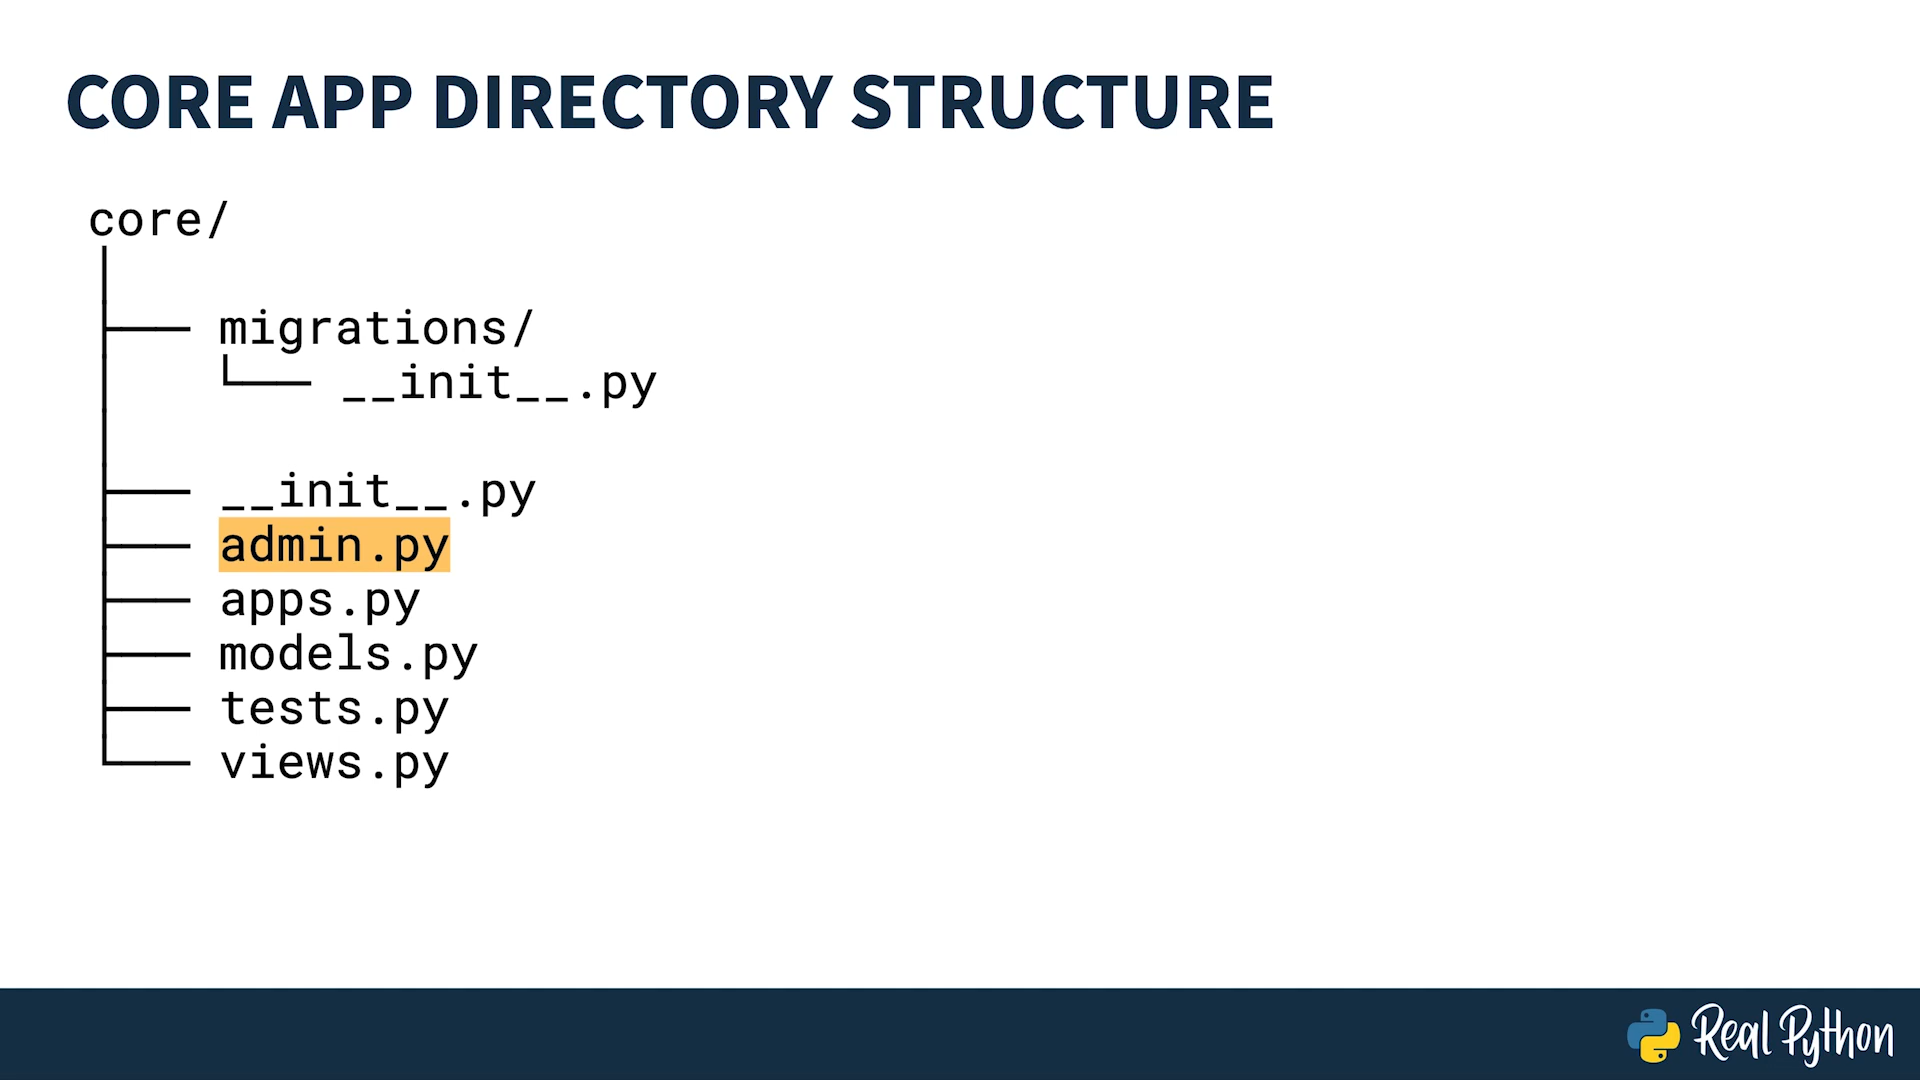 CORE APP DIRECTORY STRUCTURE
core/
migrations/
__init__.py
__init__.py
admin.py
apps.py
models.py
tests.py
views.py
Real Python